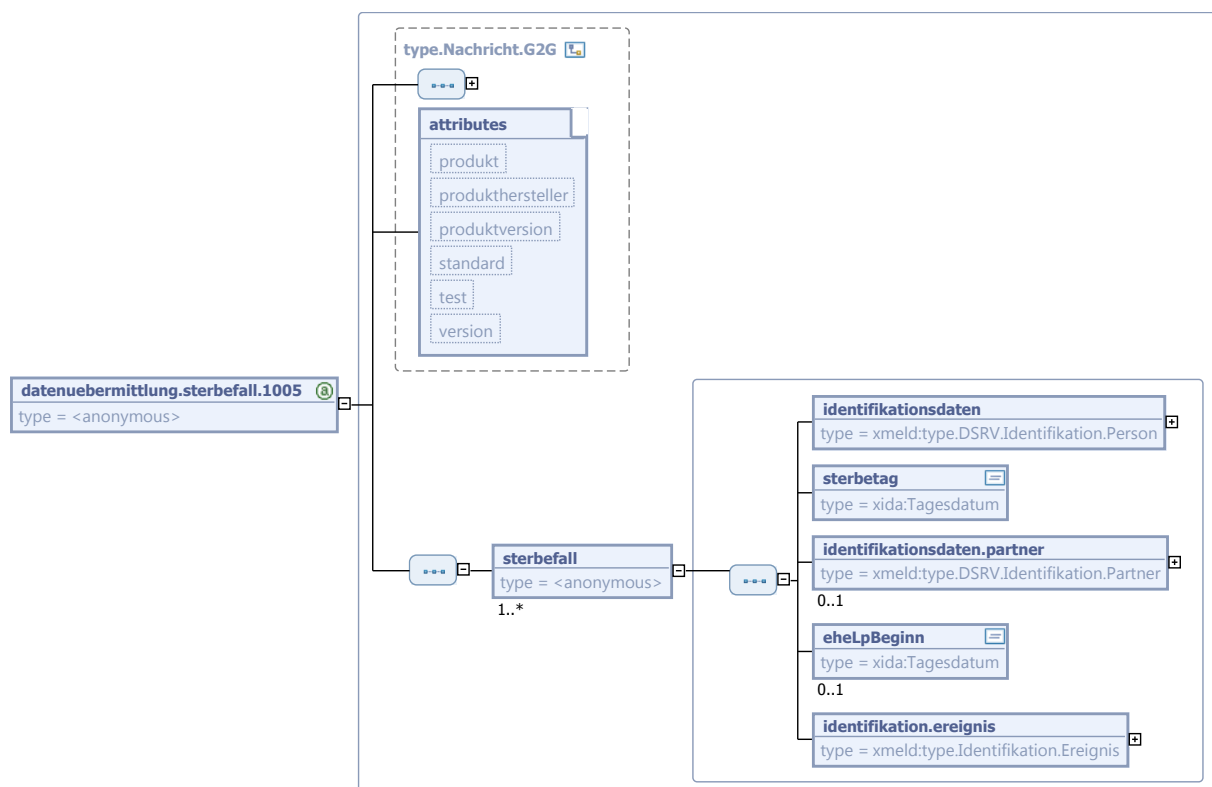 type.Nachricht.G2G
attributes
produkt
produkthersteller
produktversion
standard
test
version
datenuebermittlung.sterbefall.1005 a
type = <anonymous>
sterbefall
type = <anonymous>
1..*
identifikationsdaten
type = xmeld:type.DSRV.Identifikation.Person
sterbetag
type = xida:Tagesdatum
identifikationsdaten.partner
type = xmeld:type.DSRV.Identifikation.Partner
0..1
eheLpBeginn
type = xida:Tagesdatum
0..1
identifikation.ereignis
type = xmeld:type.Identifikation.Ereignis